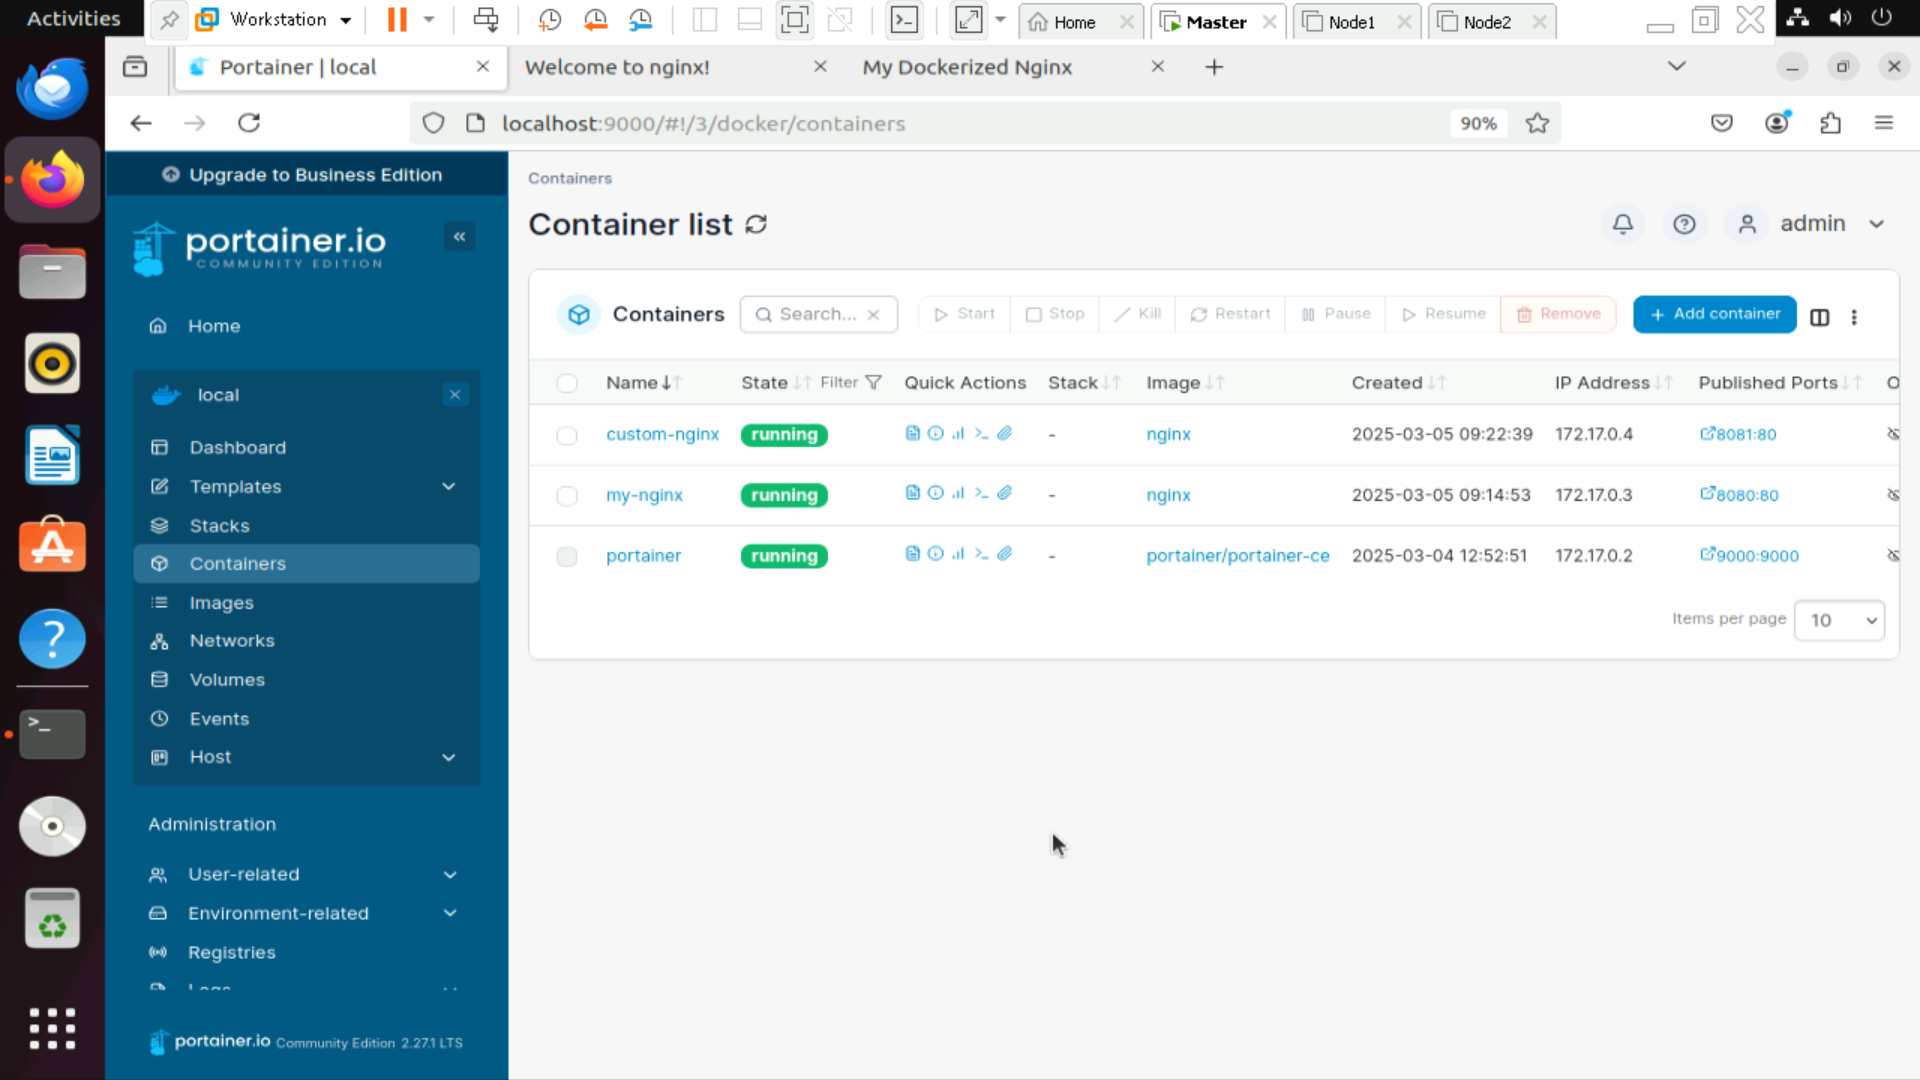 Activities
Workstation
Home
Master
Node1
Node2
Portainer | local
Welcome to nginx!
My Dockerized Nginx
localhost:9000/#!/3/docker/containers
90%
Upgrade to Business Edition
portainer.io
COMMUNITY EDITION
Home
local
Dashboard
Templates
Stacks
Containers
Images
Networks
Volumes
Events
Host
Administration
User-related
Environment-related
Registries
Logs
portainer.io Community Edition 2.27.1 LTS
Containers
Container list
admin
Containers
Search...
Start
Stop
Kill
Restart
Pause
Resume
Remove
+ Add container
Name State Filter Quick Actions Stack Image Created IP Address Published Ports O
custom-nginx running - nginx 2025-03-05 09:22:39 172.17.0.4 8081:80
my-nginx running - nginx 2025-03-05 09:14:53 172.17.0.3 8080:80
portainer running - portainer/portainer-ce 2025-03-04 12:52:51 172.17.0.2 9000:9000
Items per page 10